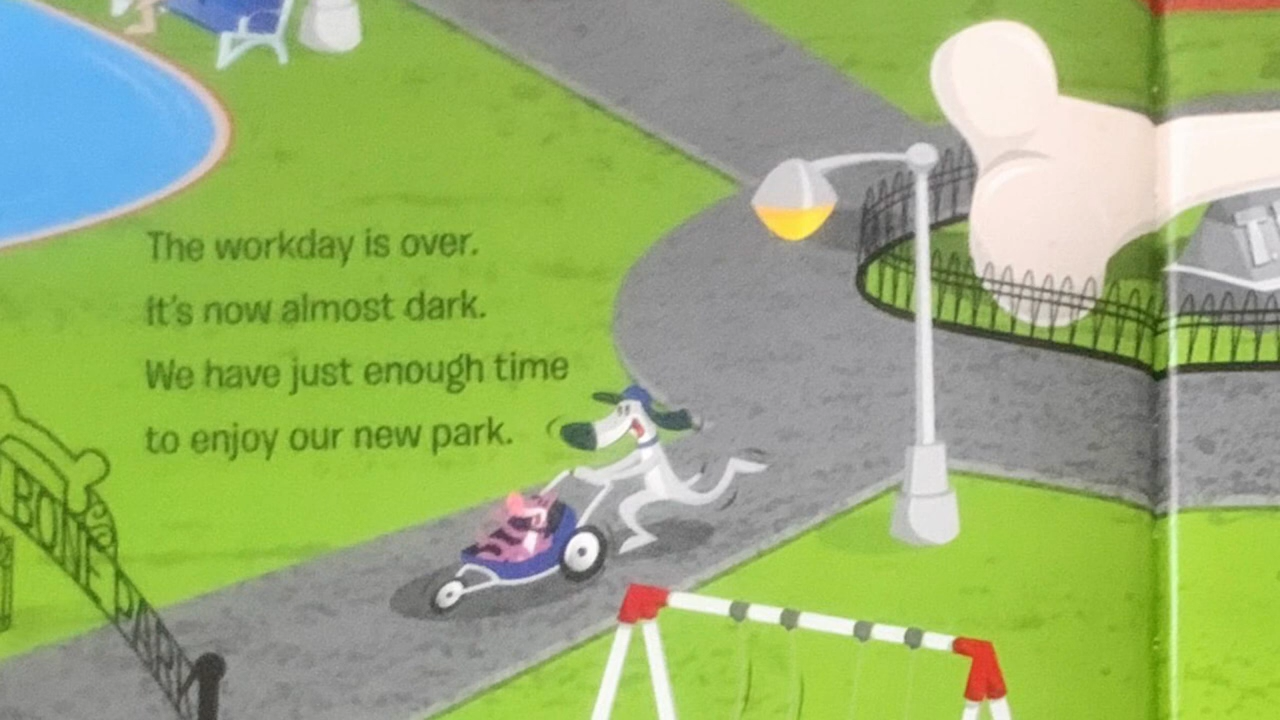 The workday is over.
It's now almost dark.
We have just enough time
to enjoy our new park.
BONE PARK